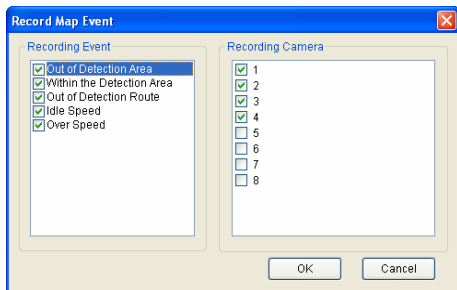 Record Map Event
Recording Event
Out of Detection Area
Within the Detection Area
Out of Detection Route
Idle Speed
Over Speed
Recording Camera
1
2
3
4
5
6
7
8
OK
Cancel